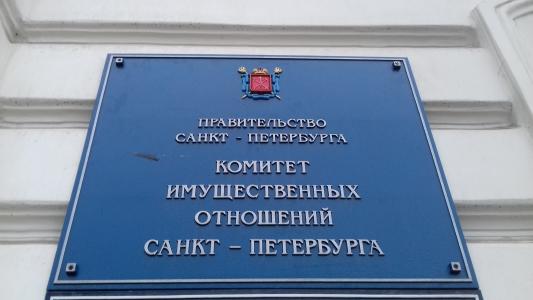 ПРАВИТЕЛЬСТВО
САНКТ - ПЕТЕРБУРГА
КОМИТЕТ
ИМУЩЕСТВЕННЫХ
ОТНОШЕНИЙ
САНКТ - ПЕТЕРБУРГА